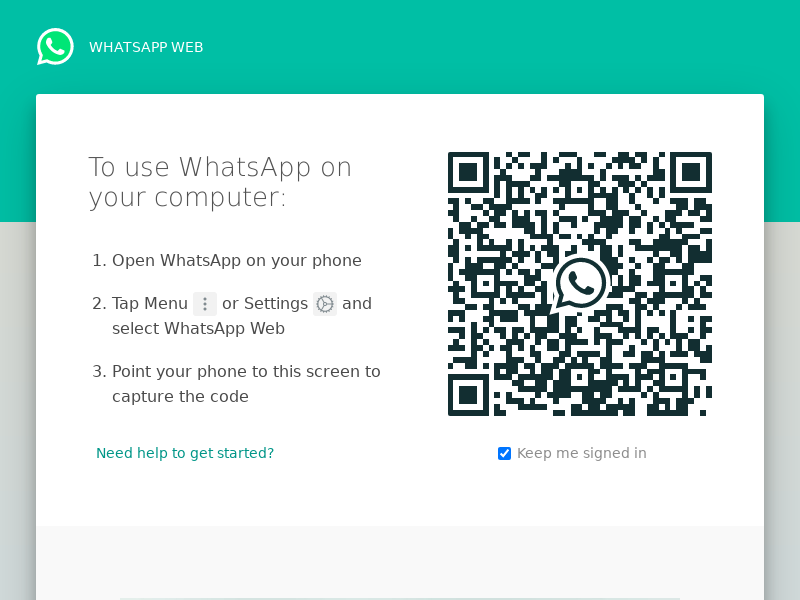 WHATSAPP WEB
To use WhatsApp on
your computer:
1. Open WhatsApp on your phone
2. Tap Menu or Settings and
select WhatsApp Web
3. Point your phone to this screen to
capture the code
Need help to get started?
Keep me signed in